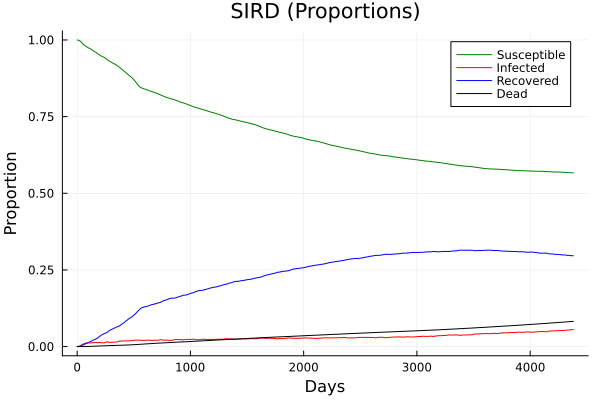 SIRD (Proportions)
1.00
0.75
0.50
0.25
0.00
Proportion
Susceptible
Infected
Recovered
Dead
0
1000
2000
3000
4000
Days